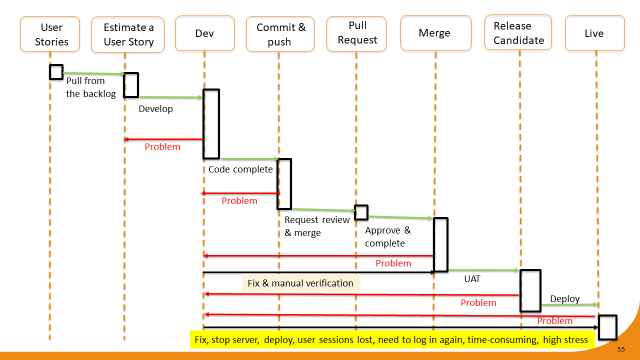 User
Stories
Estimate a
User Story
Dev
Commit &
push
Pull
Request
Merge
Release
Candidate
Live
Pull from
the backlog
Develop
Problem
Code complete
Problem
Request review
& merge
Approve &
complete
Problem
Fix & manual verification
UAT
Problem
Deploy
Problem
Fix, stop server, deploy, user sessions lost, need to log in again, time-consuming, high stress
55